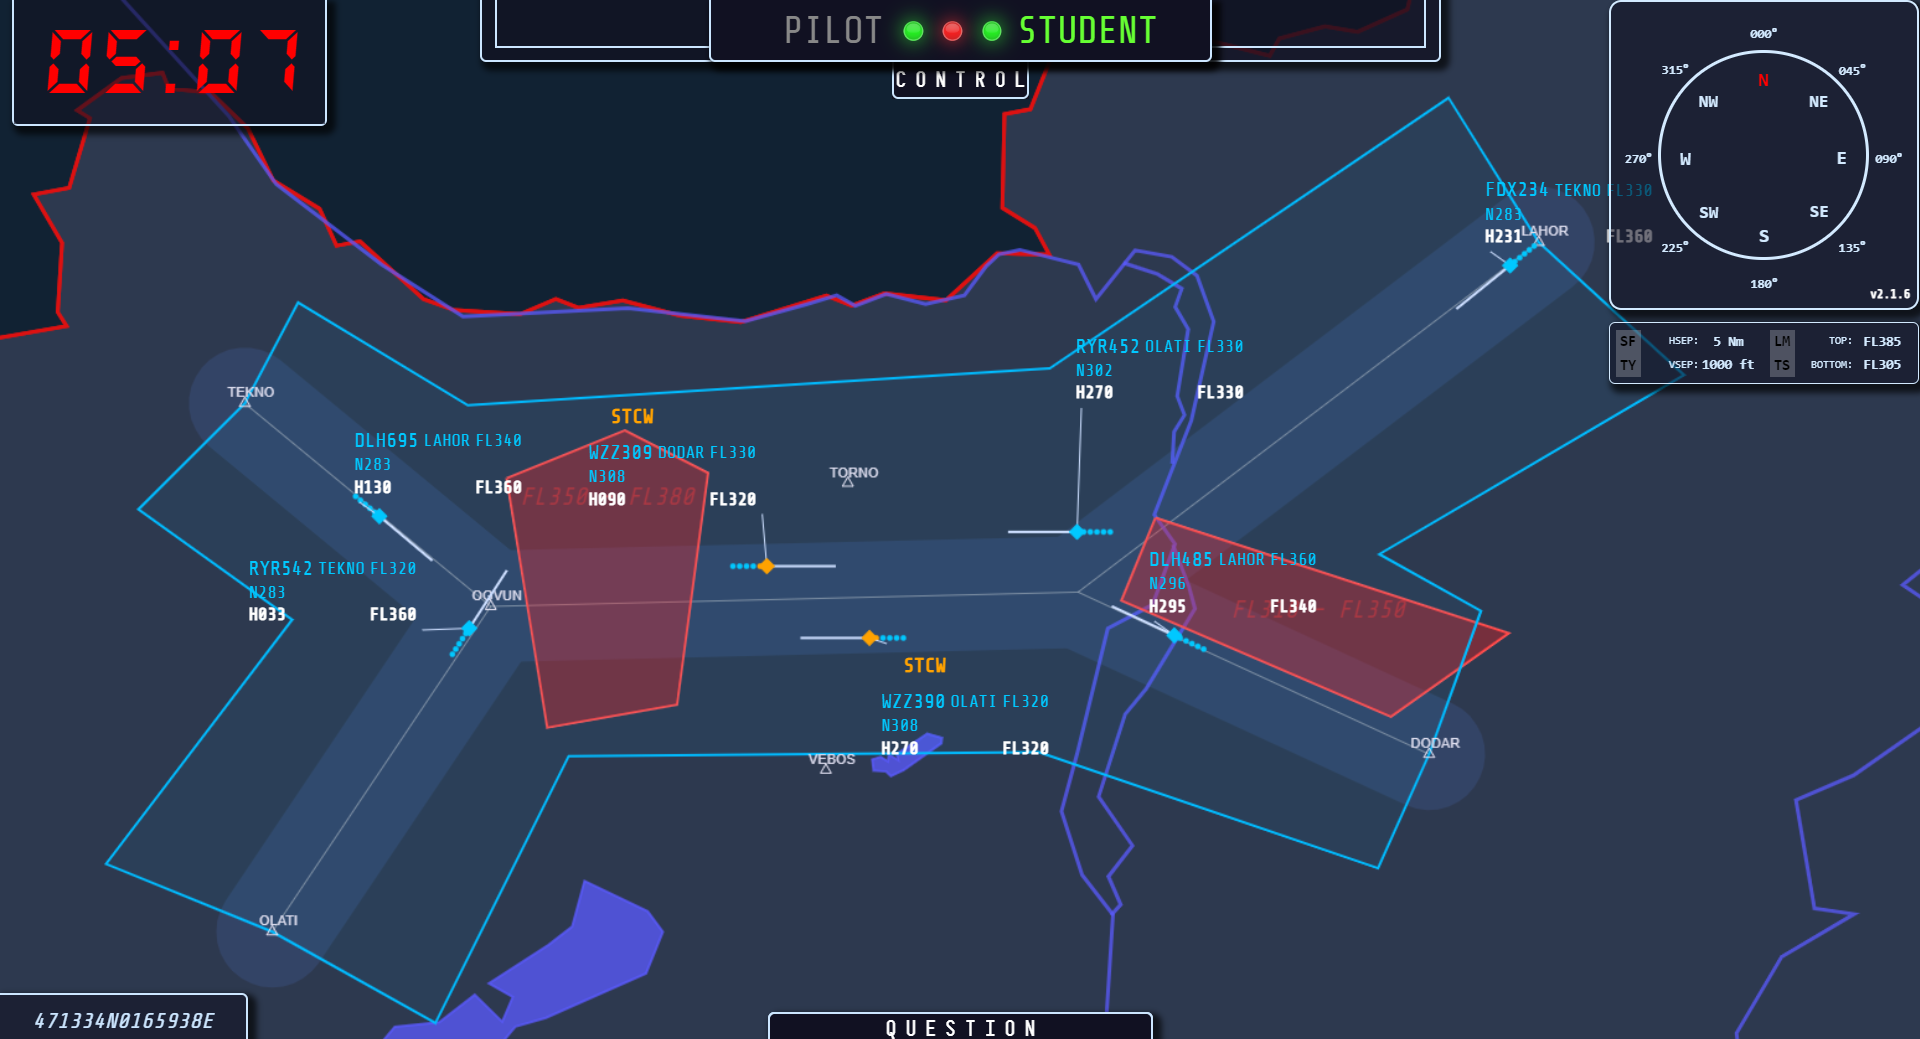 05:07
PILOT STUDENT
CONTROL
000°
315° 045°
N
NW NE
270° W E 090°
SW SE
225° S 135°
180°
v2.1.6
SF HSEP: 5 Nm LM TOP: FL385
TY VSEP: 1000 ft TS BOTTOM: FL305
FDX234 TEKNO FL330
N283
H231 FL360
LAHOR
RYR452 OLATI FL330
N302
H270 FL330
TEKNO
STCW
DLH695 LAHOR FL340
N283
H130 FL360
WZZ309 DODAR FL330
N308
H090 FL320
FL350 FL380
TORNO
RYR542 TEKNO FL320
N283
H033 FL360
DLH485 LAHOR FL360
N296
H295 FL340
FL350
STCW
WZZ390 OLATI FL320
N308
H270 FL320
VEBOS
DODAR
OLATI
471334N0165938E
QUESTION